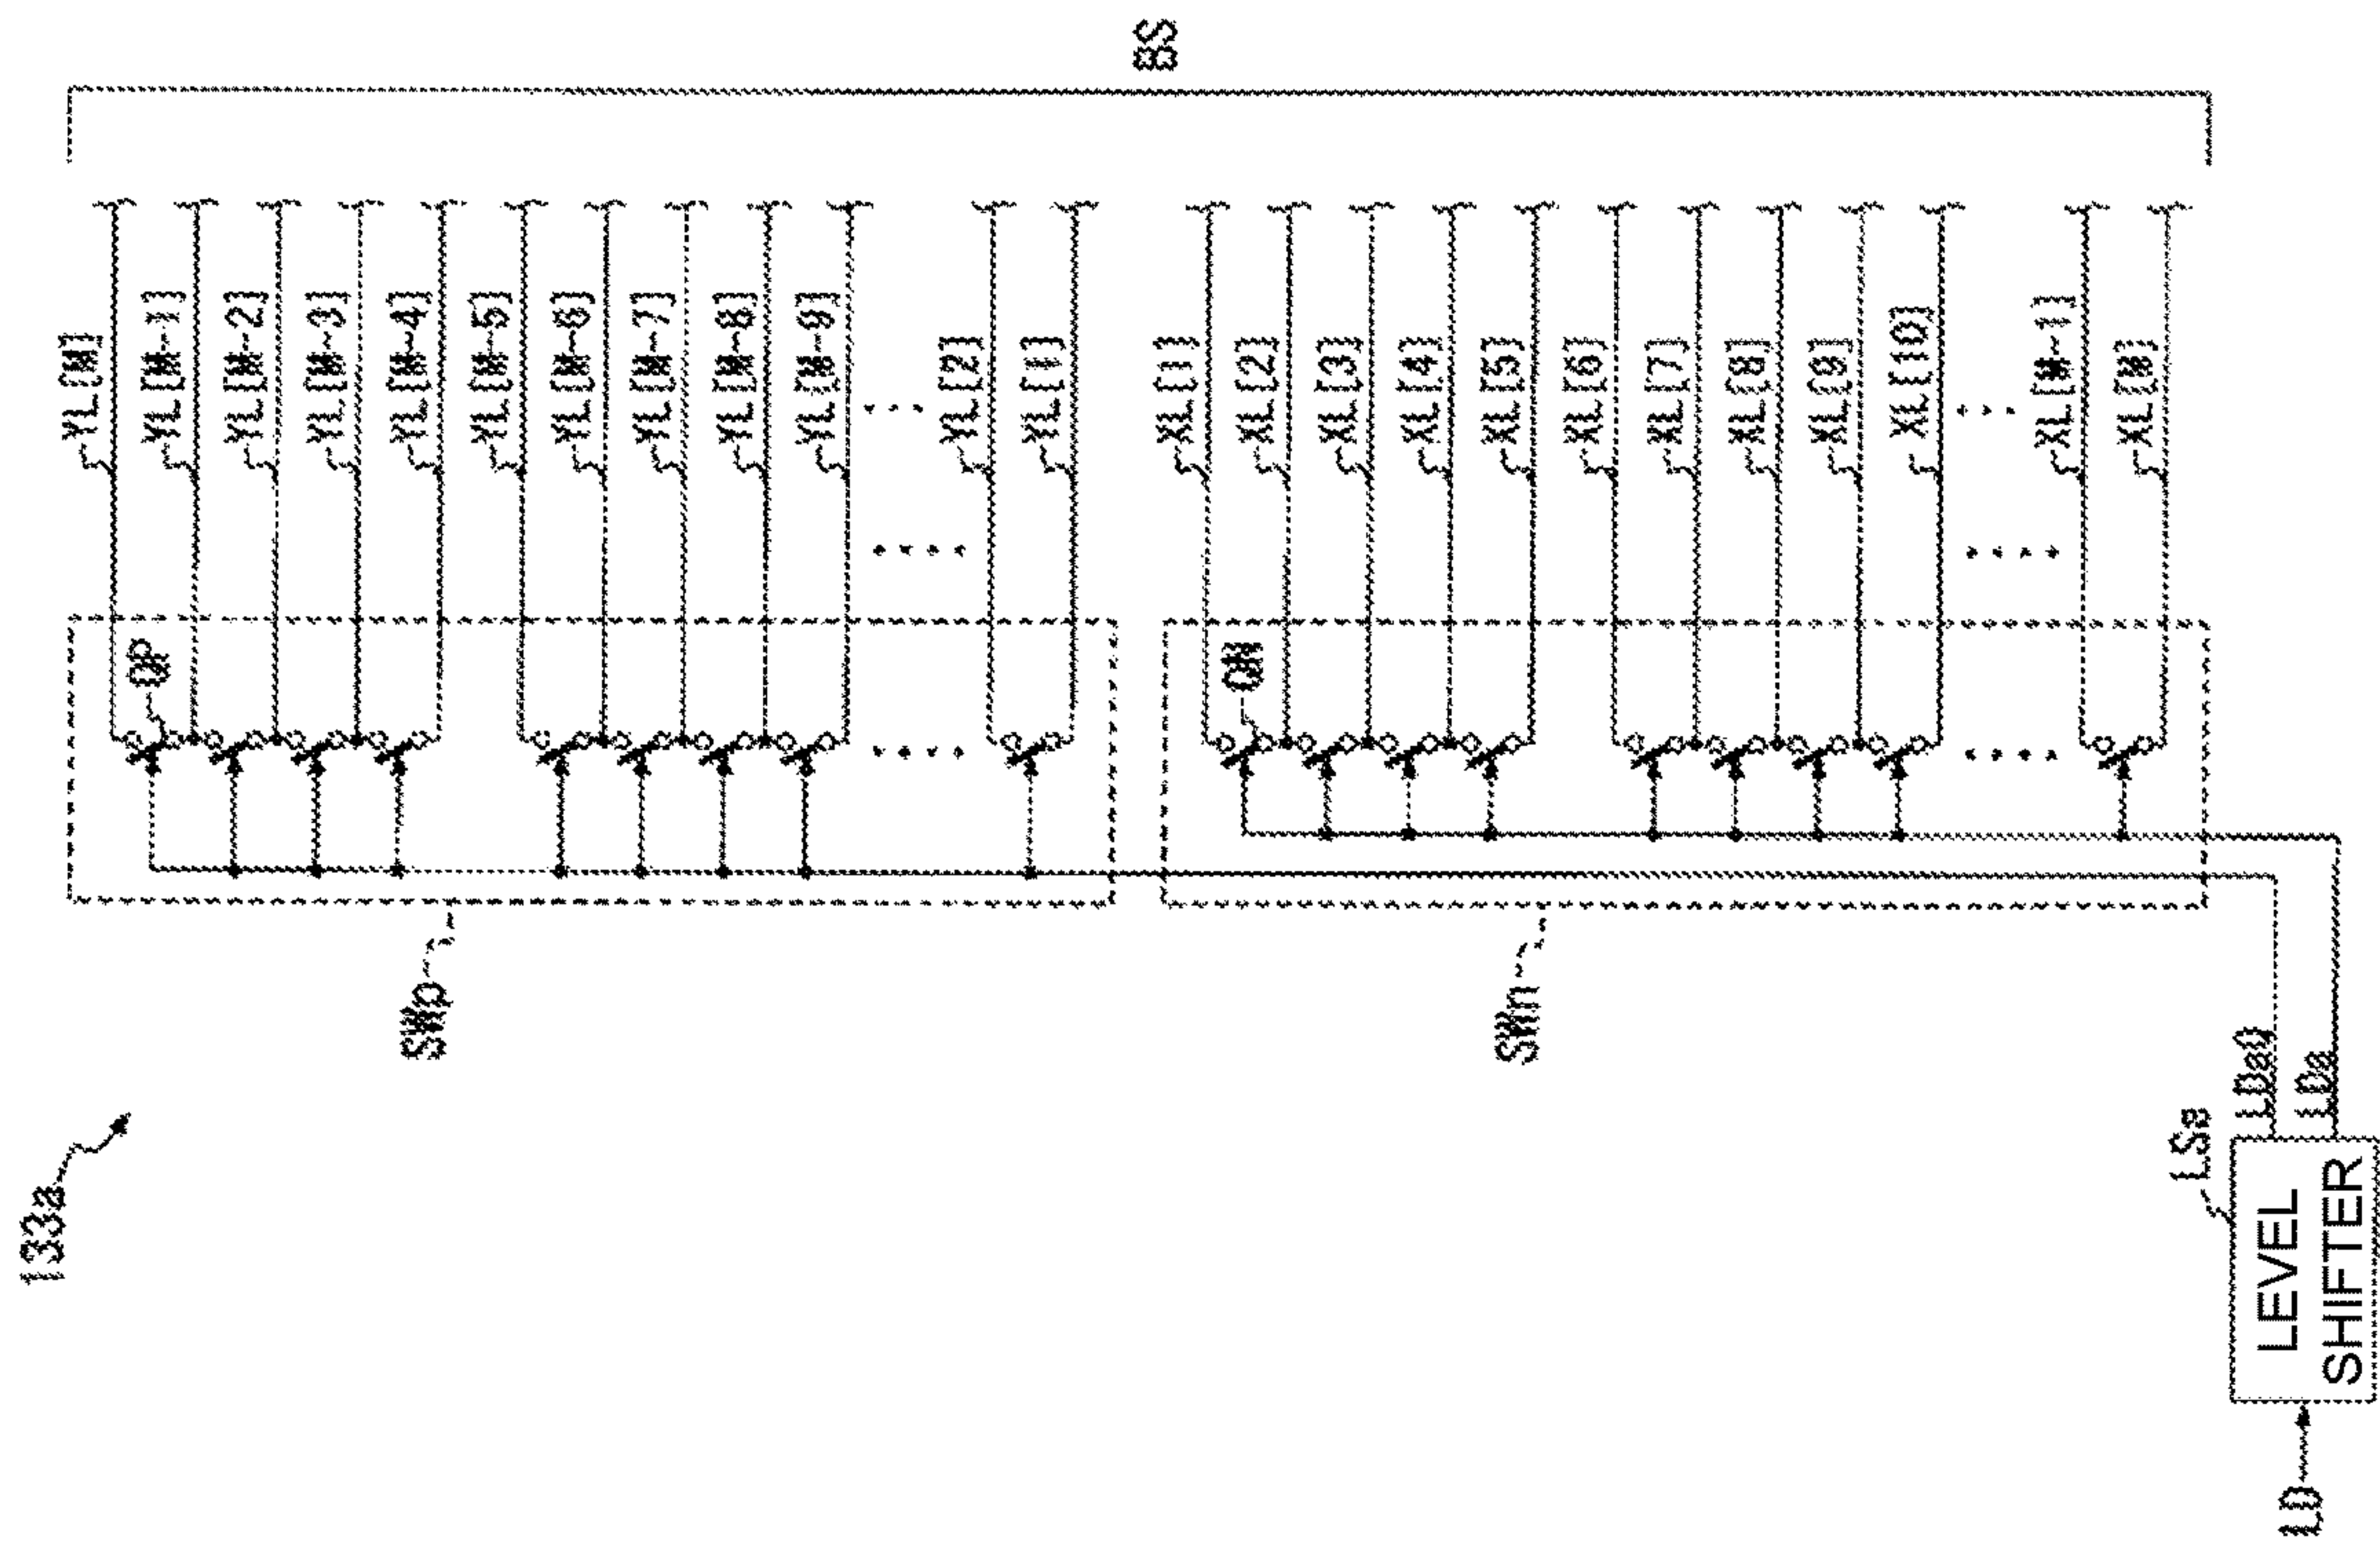 133a
SWp
QP
YL[M]
YL[M-1]
YL[M-2]
YL[M-3]
YL[M-4]
YL[M-5]
YL[M-6]
YL[M-7]
YL[M-8]
YL[M-9]
YL[2]
YL[1]
BS
SWn
QN
XL[1]
XL[2]
XL[3]
XL[4]
XL[5]
XL[6]
XL[7]
XL[8]
XL[9]
XL[10]
XL[M-1]
XL[M]
LD
LEVEL
SHIFTER
LSa
LDaQ
LDa